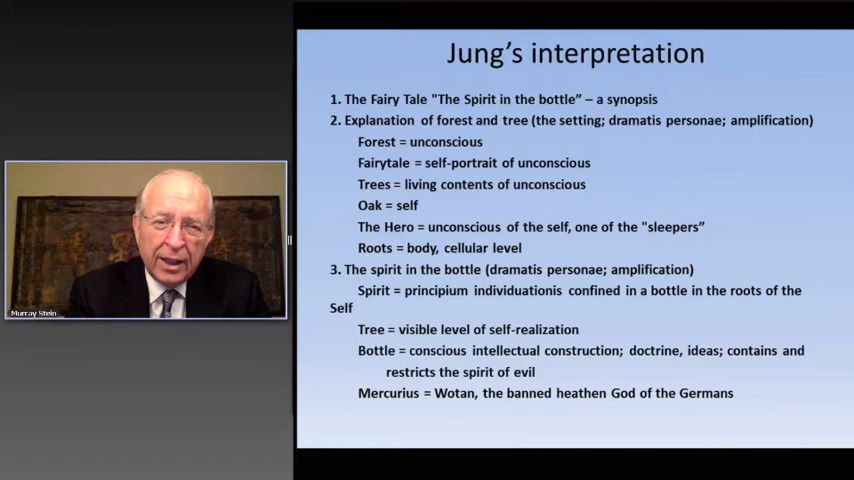 Jung's interpretation
1. The Fairy Tale "The Spirit in the bottle” – a synopsis
2. Explanation of forest and tree (the setting; dramatis personae; amplification)
Forest = unconscious
Fairytale = self-portrait of unconscious
Trees = living contents of unconscious
Oak = self
The Hero = unconscious of the self, one of the "sleepers”
Roots = body, cellular level
3. The spirit in the bottle (dramatis personae; amplification)
Spirit = principium individuationis confined in a bottle in the roots of the
Self
Tree = visible level of self-realization
Bottle = conscious intellectual construction; doctrine, ideas; contains and
restricts the spirit of evil
Mercurius = Wotan, the banned heathen God of the Germans
Murray Stein